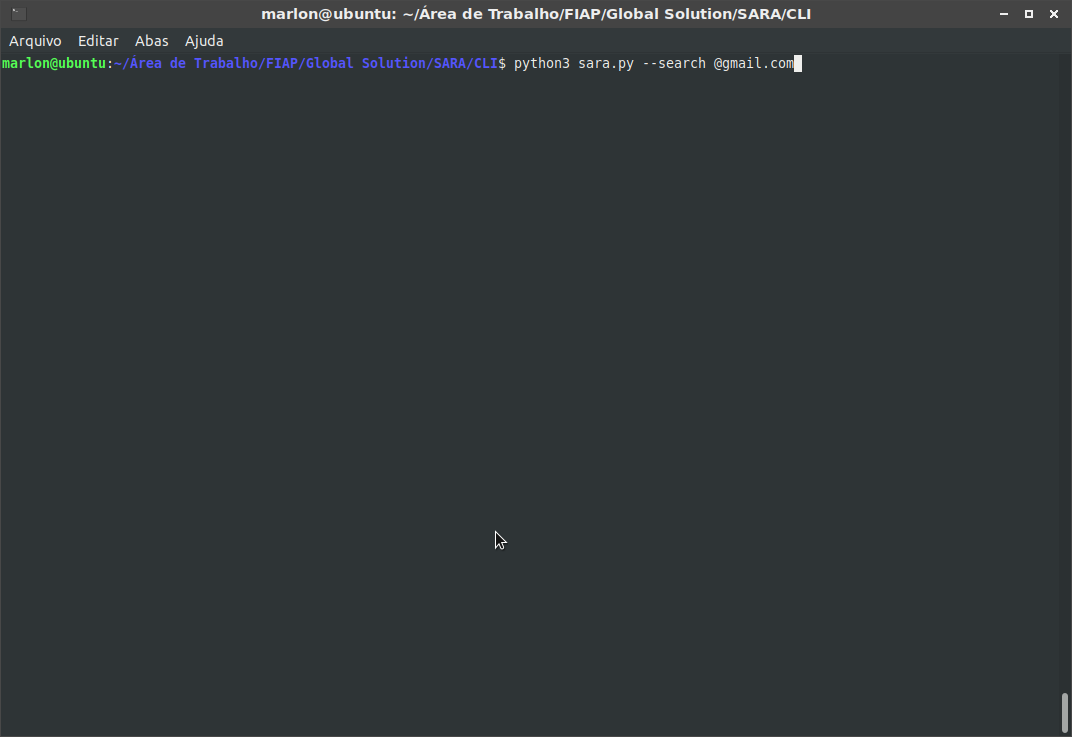 marlon@ubuntu: ~/Área de Trabalho/FIAP/Global Solution/SARA/CLI
Arquivo Editar Abas Ajuda
marlon@ubuntu:~/Área de Trabalho/FIAP/Global Solution/SARA/CLI$ python3 sara.py --search @gmail.com